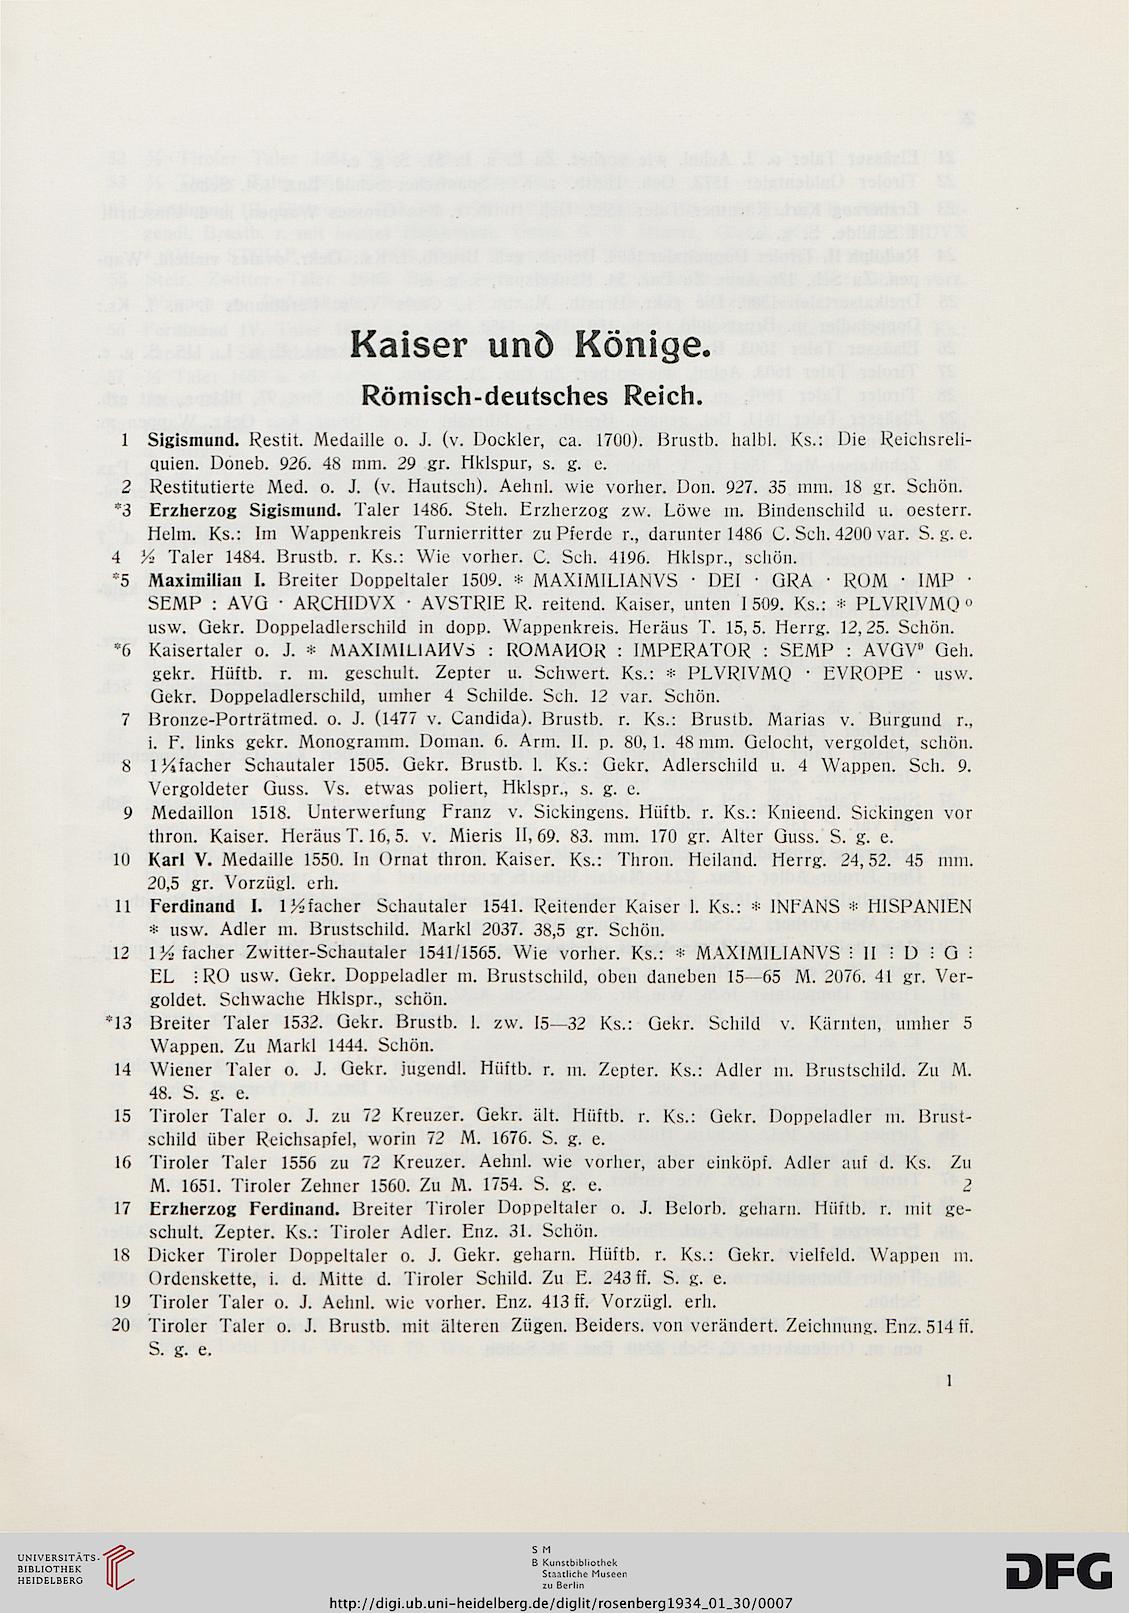 Kaiser und Könige.
Römisch-deutsches Reich.
1 Sigismund. Restit. Medaille o. J. (v. Dockler, ca. 1700). Brustb. halbl. Ks.: Die Reichsreli-
quien. Döneb. 926. 48 mm. 29 gr. Hklspur, s. g. e.
2 Restitutierte Med. o. J. (v. Hautsch). Aehnl. wie vorher. Don. 927. 35 mm. 18 gr. Schön.
*3 Erzherzog Sigismund. Taler 1486. Steh. Erzherzog zw. Löwe m. Bindenschild u. oesterr.
Helm. Ks.: Im Wappenkreis Turnierritter zu Pferde r., darunter 1486 C. Sch. 4200 var. S. g. e.
4 ½ Taler 1484. Brustb. r. Ks.: Wie vorher. C. Sch. 4196. Hklspr., schön.
*5 Maximilian I. Breiter Doppeltaler 1509. * MAXIMILIANVS · DEI · GRA · ROM · IMP ·
SEMP : AVG · ARCHIDVX · AVSTRIE R. reitend. Kaiser, unten 1509. Ks.: * PLVRIVMQ o
usw. Gekr. Doppeladlerschild in dopp. Wappenkreis. Heräus T. 15,5. Herrg. 12,25. Schön.
*6 Kaisertaler o. J. * MAXIMILIANVS : ROMANOR : IMPERATOR : SEMP : AVGV⁹ Geh.
gekr. Hüftb. r. m. geschult. Zepter u. Schwert. Ks.: * PLVRIVMQ · EVROPE · usw.
Gekr. Doppeladlerschild, umher 4 Schilde. Sch. 12 var. Schön.
7 Bronze-Porträtmed. o. J. (1477 v. Candida). Brustb. r. Ks.: Brustb. Marias v. Burgund r.,
i. F. links gekr. Monogramm. Doman. 6. Arm. II. p. 80,1. 48 mm. Gelocht, vergoldet, schön.
8 1¼facher Schautaler 1505. Gekr. Brustb. l. Ks.: Gekr. Adlerschild u. 4 Wappen. Sch. 9.
Vergoldeter Guss. Vs. etwas poliert, Hklspr., s. g. e.
9 Medaillon 1518. Unterwerfung Franz v. Sickingens. Hüftb. r. Ks.: Knieend. Sickingen vor
thron. Kaiser. Heräus T. 16,5. v. Mieris II,69. 83. mm. 170 gr. Alter Guss. S. g. e.
10 Karl V. Medaille 1550. In Ornat thron. Kaiser. Ks.: Thron. Heiland. Herrg. 24,52. 45 mm.
20,5 gr. Vorzügl. erh.
11 Ferdinand I. 1½facher Schautaler 1541. Reitender Kaiser l. Ks.: * INFANS * HISPANIEN
* usw. Adler m. Brustschild. Markl 2037. 38,5 gr. Schön.
12 1½ facher Zwitter-Schautaler 1541/1565. Wie vorher. Ks.: * MAXIMILIANVS ⁝ II ⁝ D ⁝ G ⁝
EL ⁝ RO usw. Gekr. Doppeladler m. Brustschild, oben daneben 15—65 M. 2076. 41 gr. Ver-
goldet. Schwache Hklspr., schön.
*13 Breiter Taler 1532. Gekr. Brustb. l. zw. 15—32 Ks.: Gekr. Schild v. Kärnten, umher 5
Wappen. Zu Markl 1444. Schön.
14 Wiener Taler o. J. Gekr. jugendl. Hüftb. r. m. Zepter. Ks.: Adler m. Brustschild. Zu M.
48. S. g. e.
15 Tiroler Taler o. J. zu 72 Kreuzer. Gekr. ält. Hüftb. r. Ks.: Gekr. Doppeladler m. Brust-
schild über Reichsapfel, worin 72 M. 1676. S. g. e.
16 Tiroler Taler 1556 zu 72 Kreuzer. Aehnl. wie vorher, aber einköpf. Adler auf d. Ks. Zu
M. 1651. Tiroler Zehner 1560. Zu M. 1754. S. g. e. 2
17 Erzherzog Ferdinand. Breiter Tiroler Doppeltaler o. J. Belorb. geharn. Hüftb. r. mit ge-
schult. Zepter. Ks.: Tiroler Adler. Enz. 31. Schön.
18 Dicker Tiroler Doppeltaler o. J. Gekr. geharn. Hüftb. r. Ks.: Gekr. vielfeld. Wappen m.
Ordenskette, i. d. Mitte d. Tiroler Schild. Zu E. 243 ff. S. g. e.
19 Tiroler Taler o. J. Aehnl. wie vorher. Enz. 413 ff. Vorzügl. erh.
20 Tiroler Taler o. J. Brustb. mit älteren Zügen. Beiders. von verändert. Zeichnung. Enz. 514 ff.
S. g. e.
1
UNIVERSITÄTS-
BIBLIOTHEK
HEIDELBERG
S M
B Kunstbibliothek
Staatliche Museen
zu Berlin
DFG
http://digi.ub.uni-heidelberg.de/diglit/rosenberg1934_01_30/0007